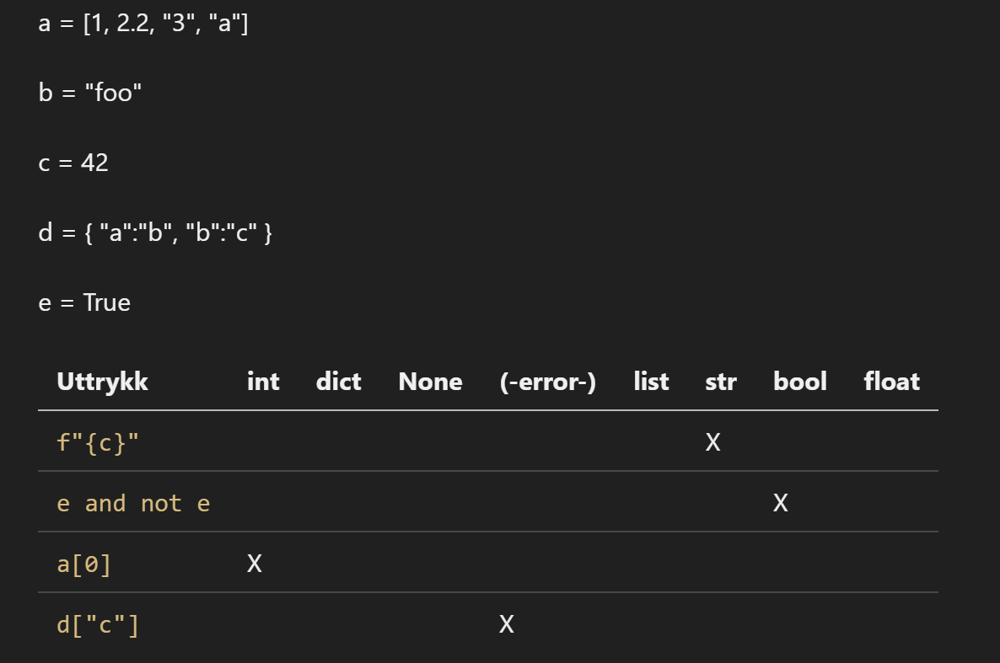 a = [1, 2.2, "3", "a"]
b = "foo"
c = 42
d = { "a":"b", "b":"c" }
e = True
Uttrykk int dict None (-error-) list str bool float
f"{c}" X
e and not e X
a[0] X
d["c"] X